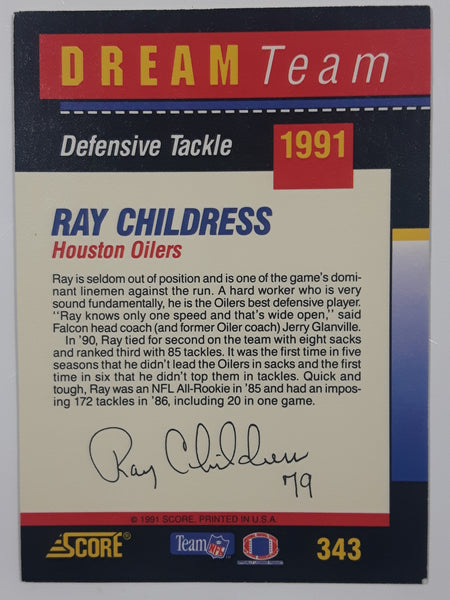 DREAM Team
Defensive Tackle
1991
RAY CHILDRESS
Houston Oilers
Ray is seldom out of position and is one of the game's domi-
nant linemen against the run. A hard worker who is very
sound fundamentally, he is the Oilers best defensive player.
"Ray knows only one speed and that's wide open," said
Falcon head coach (and former Oiler coach) Jerry Glanville.
In '90, Ray tied for second on the team with eight sacks
and ranked third with 85 tackles. It was the first time in five
seasons that he didn't lead the Oilers in sacks and the first
time in six that he didn't top them in tackles. Quick and
tough, Ray was an NFL All-Rookie in '85 and had an impos-
ing 172 tackles in '86, including 20 in one game.
Ray Childress
79
© 1991 SCORE, PRINTED IN U.S.A.
SCORE®
Team NFL
343